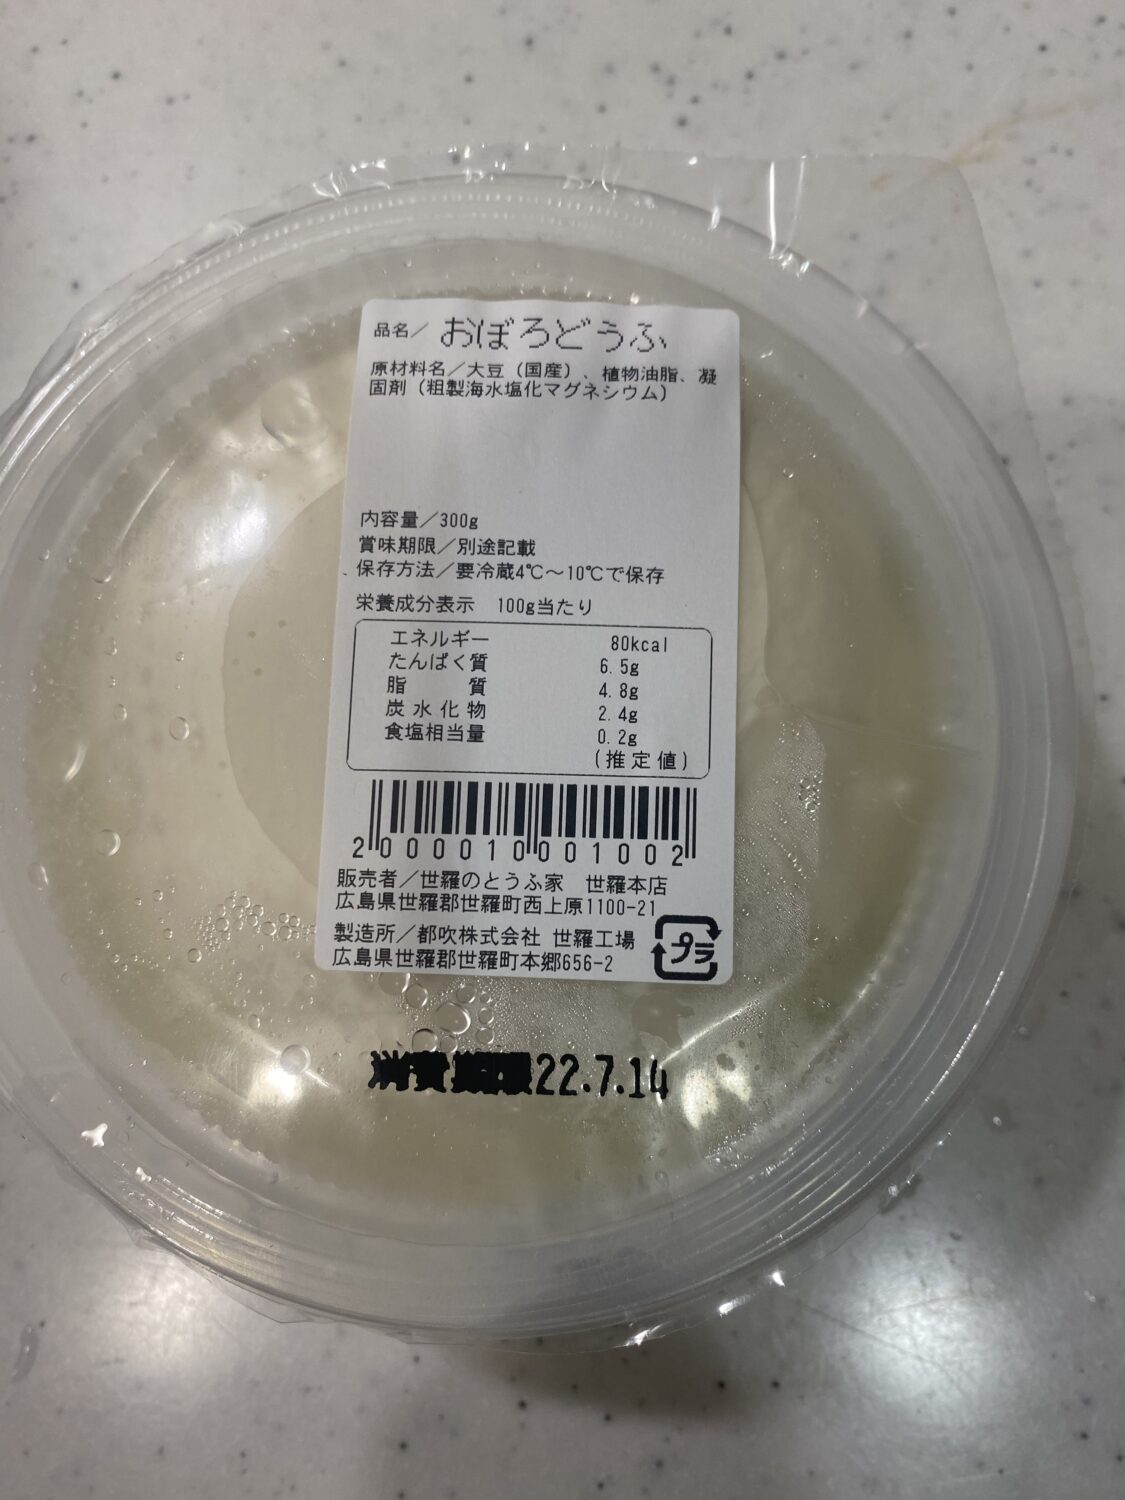 品名／ おぼろどうふ
原材料名／大豆（国産）、植物油脂、凝
固剤（粗製海水塩化マグネシウム）
内容量／300g
賞味期限／別途記載
保存方法／要冷蔵4℃～10℃で保存
栄養成分表示　100g当たり
エネルギー 80kcal
たんぱく質 6.5g
脂質 4.8g
炭水化物 2.4g
食塩相当量 0.2g
(推定値)
2000010001002
販売者／世羅のとうふ家　世羅本店
広島県世羅郡世羅町西上原1100-21
製造所／都吹株式会社 世羅工場
広島県世羅郡世羅町本郷656-2
プラ
消費期限22.7.14